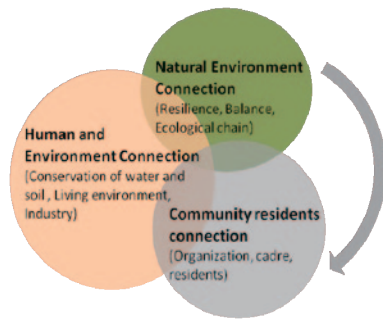 Natural Environment
Connection
(Resilience, Balance,
Ecological chain)
Human and
Environment Connection
(Conservation of water and
soil , Living environment,
Industry)
Community residents
connection
(Organization, cadre,
residents)